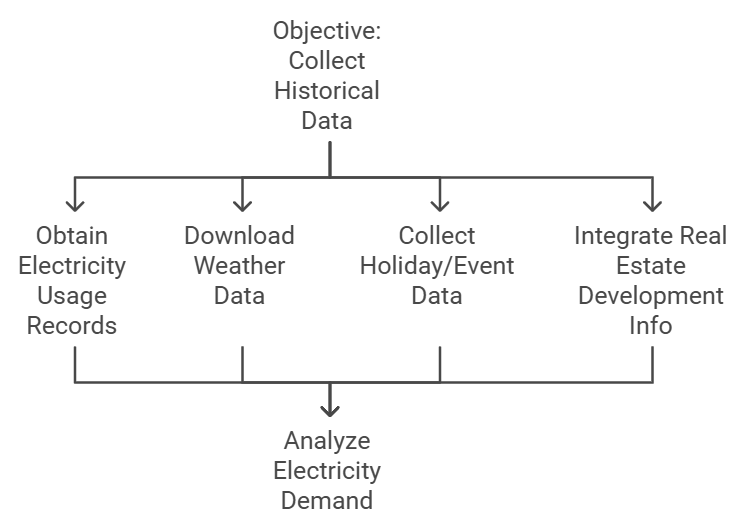 Objective:
Collect
Historical
Data
Obtain
Electricity
Usage
Records
Download
Weather
Data
Collect
Holiday/Event
Data
Integrate Real
Estate
Development
Info
Analyze
Electricity
Demand